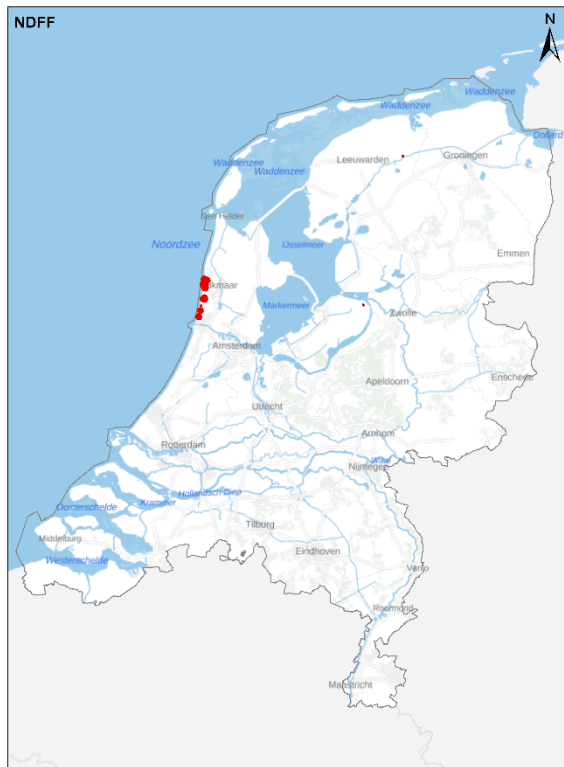 NDFF
N
Waddenzee
Waddenzee
Dollard
Leeuwarden
Groningen
Waddenzee
Waddenzee
Den Helder
Noordzee
IJsselmeer
Emmen
lkmaar
Markermeer
Zwolle
Amsterdam
Enschede
Apeldoorn
Utrecht
Arnhem
Rotterdam
Waal
Nijmegen
Hollandsch Diep
Krammer
Oosterschelde
Tilburg
Middelburg
Eindhoven
Westerschelde
Venlo
Roermond
Maastricht